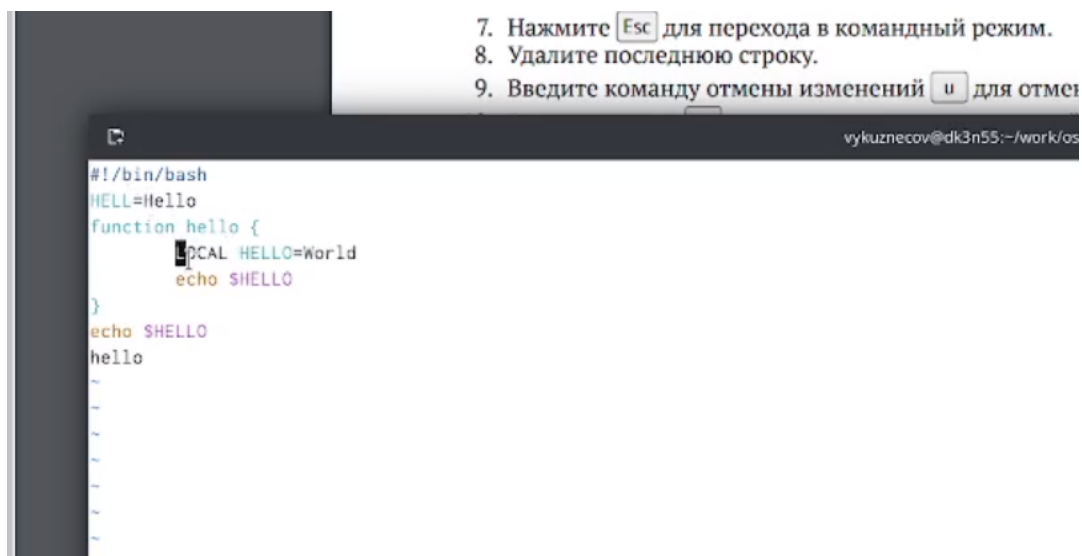 7. Нажмите Esc для перехода в командный режим.
8. Удалите последнюю строку.
9. Введите команду отмены изменений u для
vykuznecov@dk3n55:~/work/os
#!/bin/bash
HELL=Hello
function hello {
LOCAL HELLO=World
echo $HELLO
}
echo $HELLO
hello
~
~
~
~
~
~
~